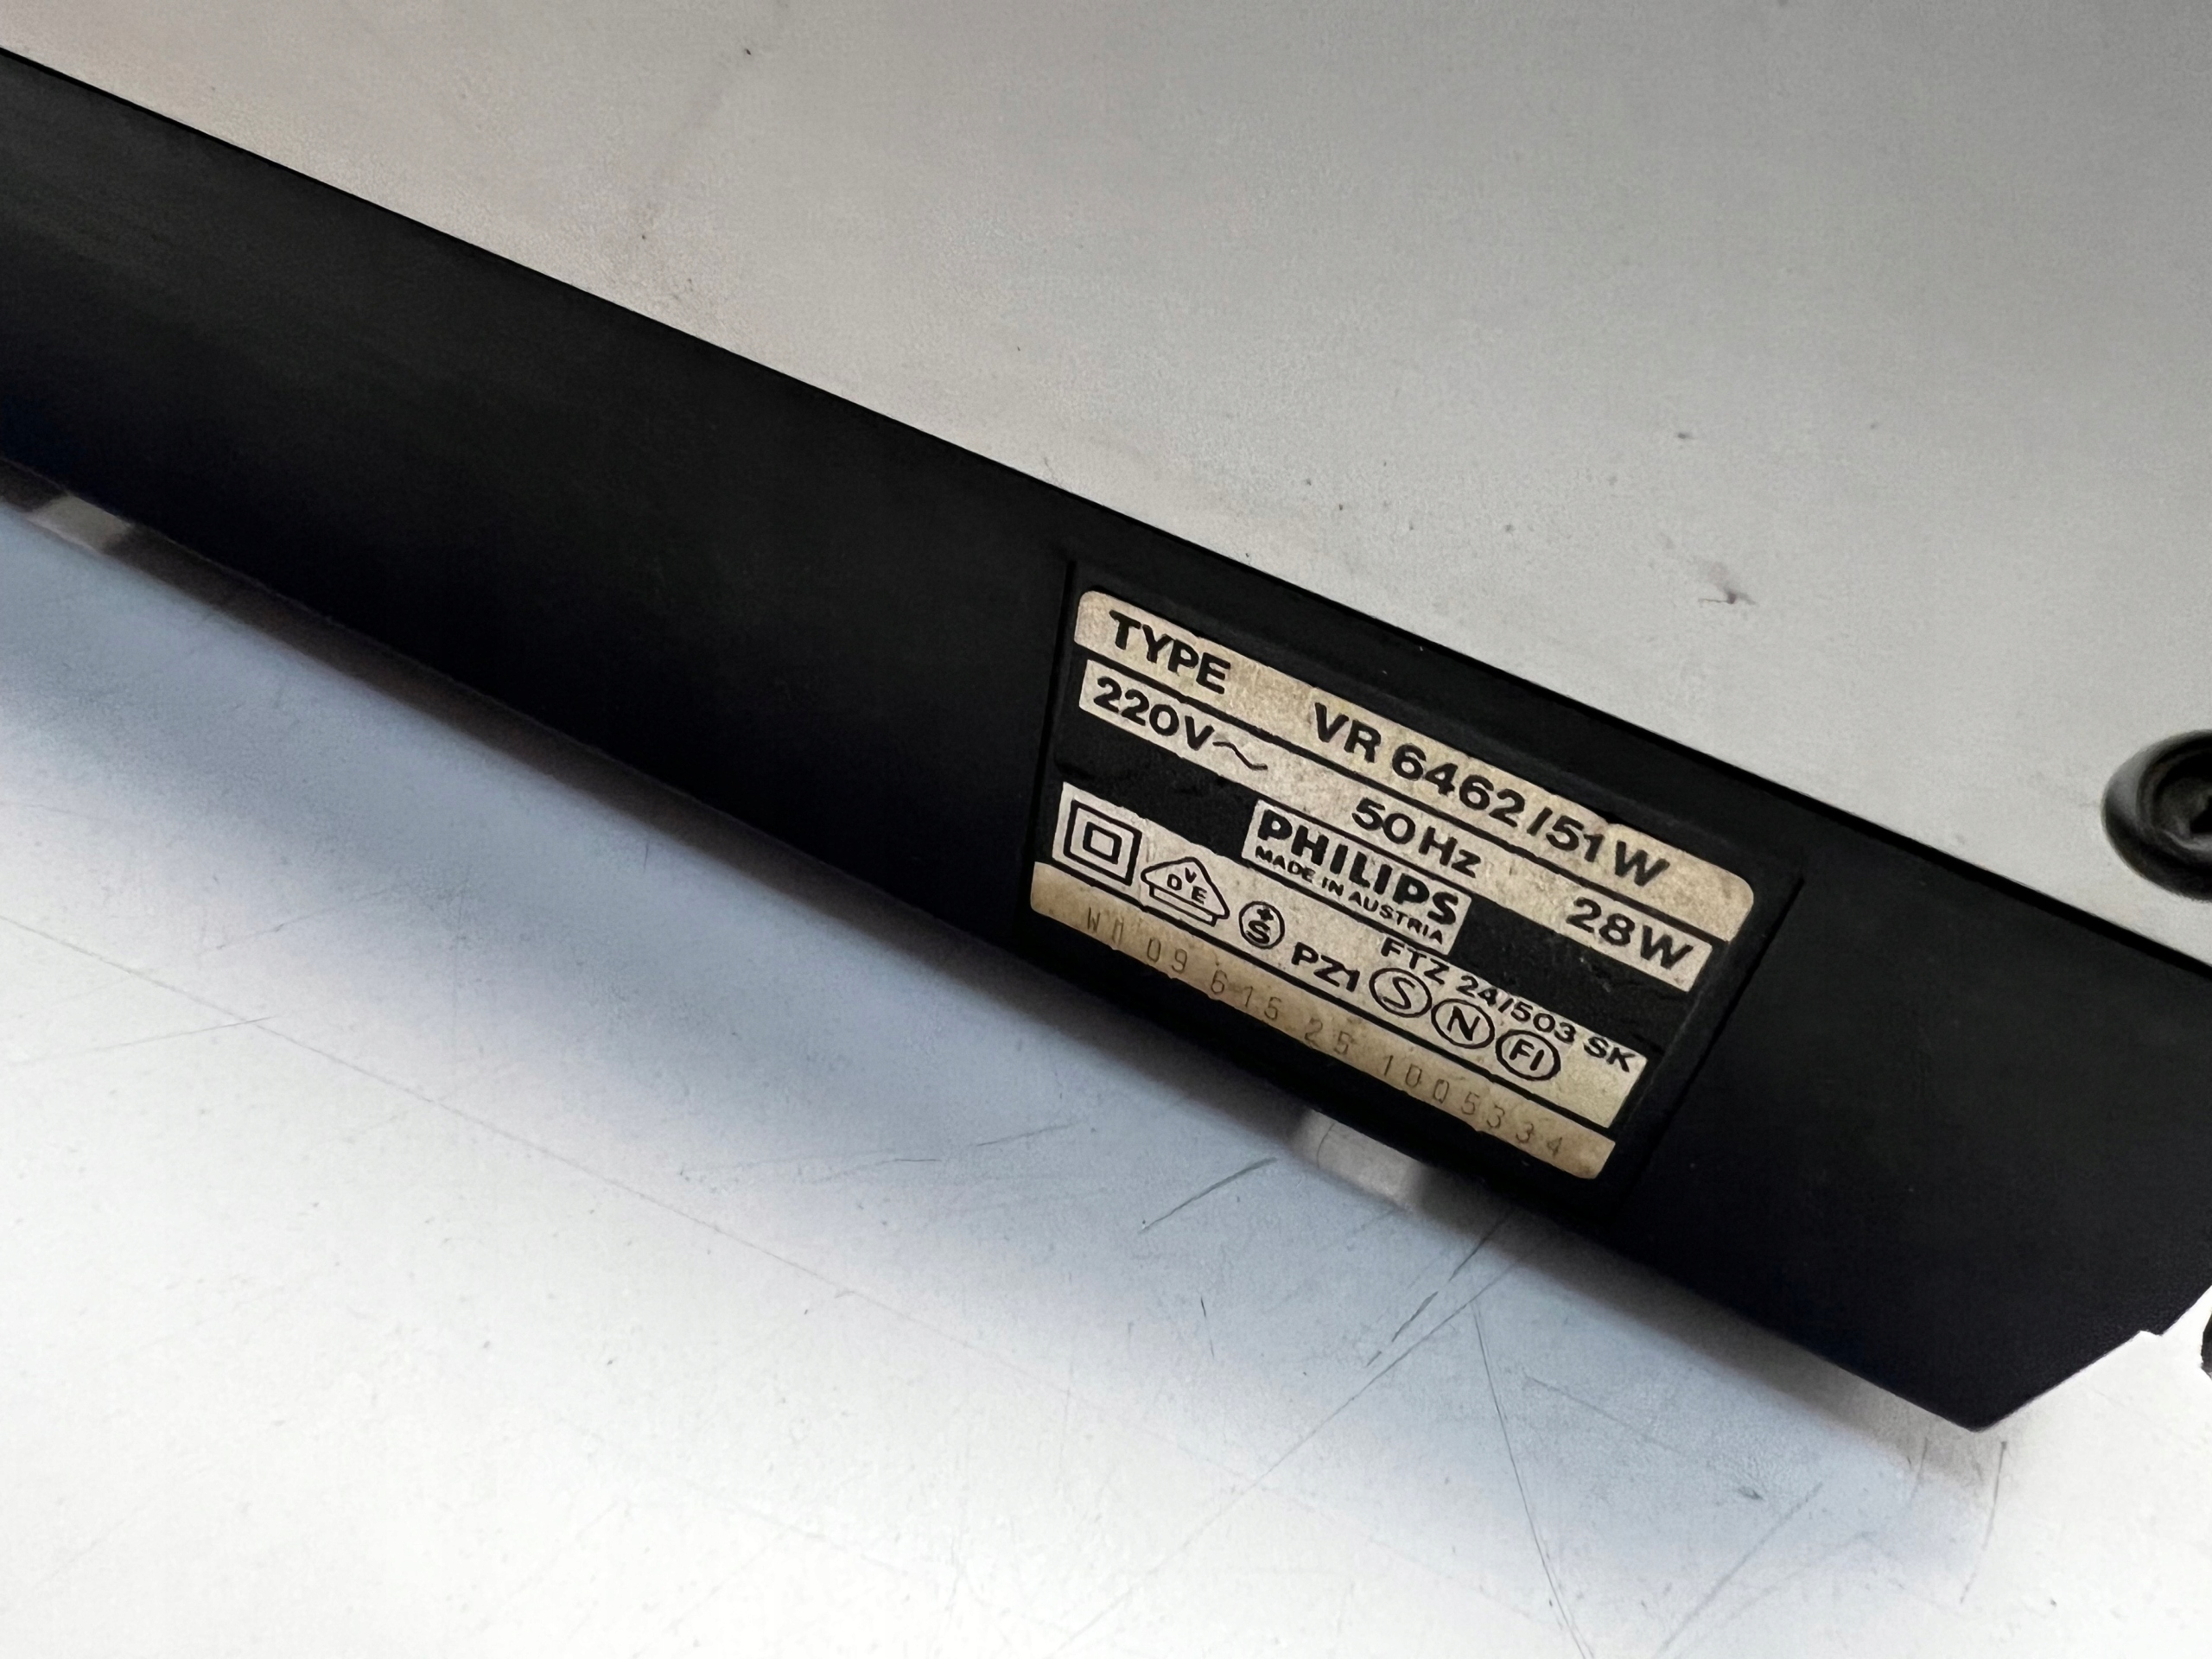 TYPE VR 6462/51W
220V~ 50Hz 28W
PHILIPS
MADE IN AUSTRIA
FTZ 24/503 SK
VDE +S PZ1 S N FI
09 615 25 1005334